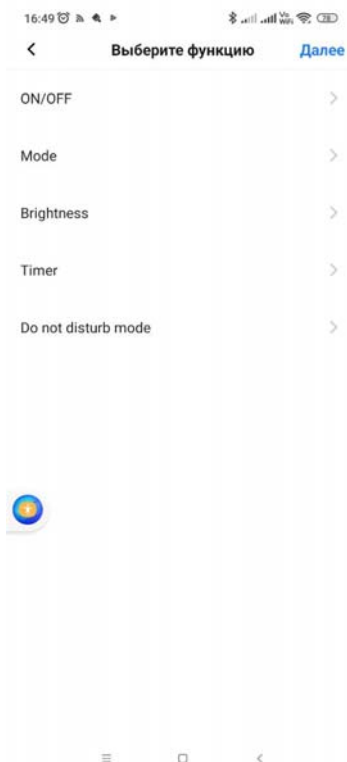 16:49
Выберите функцию
Далее
ON/OFF
Mode
Brightness
Timer
Do not disturb mode